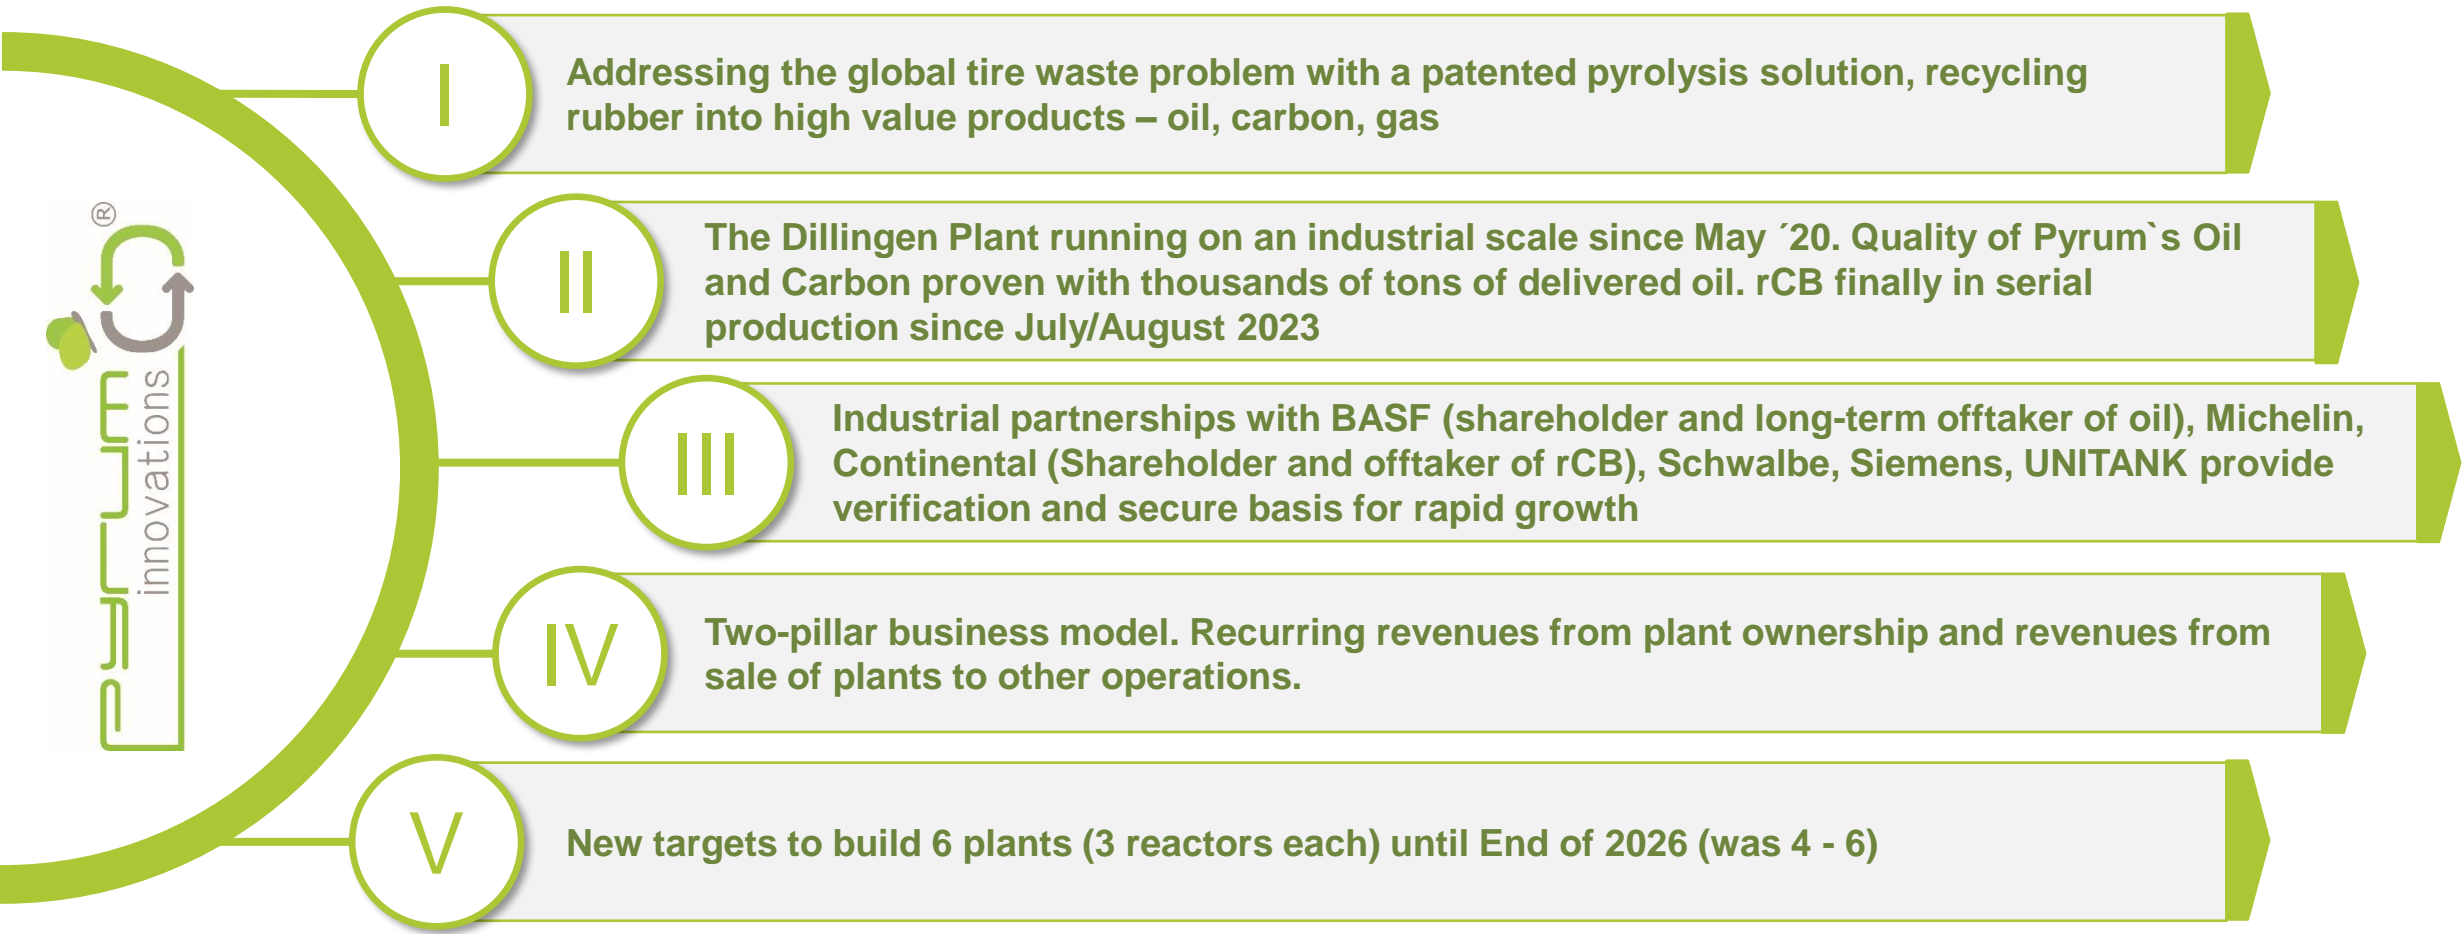 Pyrum
innovations
®
I
Addressing the global tire waste problem with a patented pyrolysis solution, recycling
rubber into high value products – oil, carbon, gas
II
The Dillingen Plant running on an industrial scale since May ´20. Quality of Pyrum`s Oil
and Carbon proven with thousands of tons of delivered oil. rCB finally in serial
production since July/August 2023
III
Industrial partnerships with BASF (shareholder and long-term offtaker of oil), Michelin,
Continental (Shareholder and offtaker of rCB), Schwalbe, Siemens, UNITANK provide
verification and secure basis for rapid growth
IV
Two-pillar business model. Recurring revenues from plant ownership and revenues from
sale of plants to other operations.
V
New targets to build 6 plants (3 reactors each) until End of 2026 (was 4 - 6)